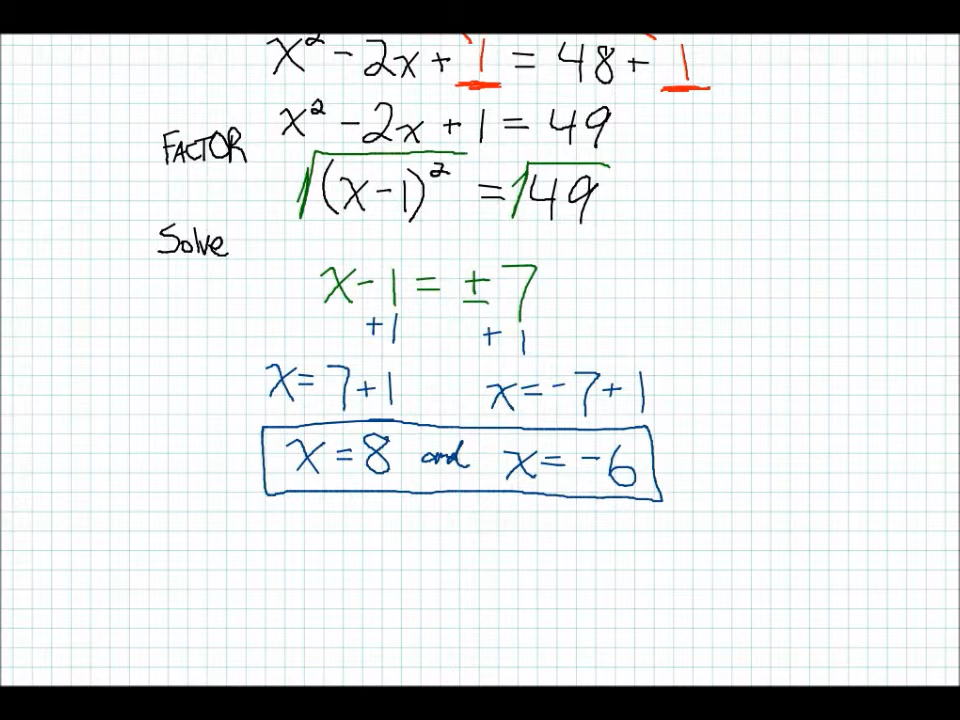 x² - 2x + 1 = 48 + 1
x² - 2x + 1 = 49
FACTOR
√(x - 1)² = √49
Solve
x - 1 = ± 7
+1 + 1
x = 7 + 1 x = -7 + 1
x = 8 and x = -6